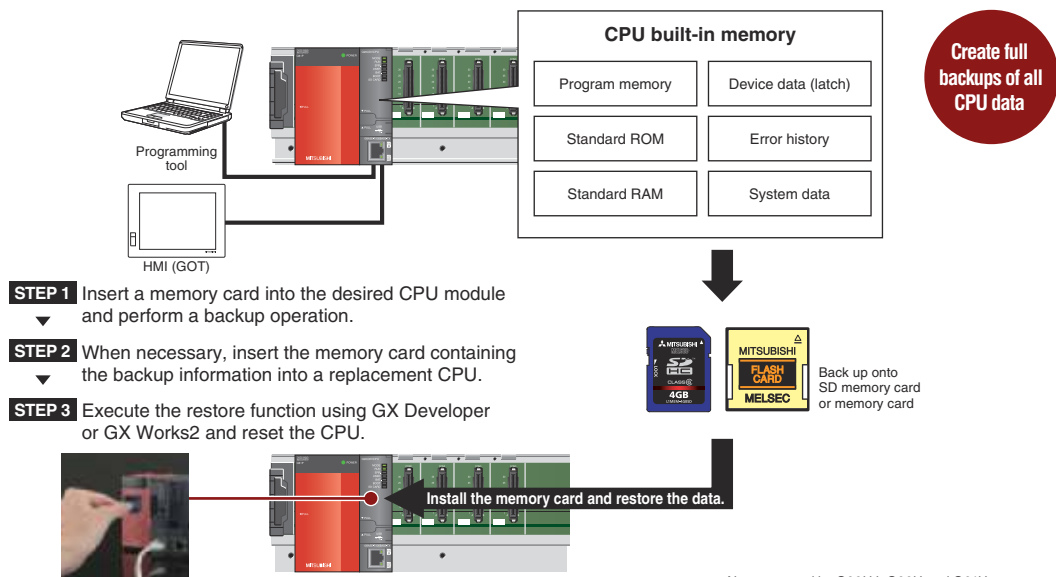 CPU built-in memory
Program memory
Device data (latch)
Standard ROM
Error history
Standard RAM
System data
Create full
backups of all
CPU data
POWER
MITSUBISHI
Programming
tool
HMI (GOT)
STEP 1 Insert a memory card into the desired CPU module
and perform a backup operation.
STEP 2 When necessary, insert the memory card containing
the backup information into a replacement CPU.
STEP 3 Execute the restore function using GX Developer
or GX Works2 and reset the CPU.
MITSUBISHI
SD
HC
CLASS
4GB
MITSUBISHI
FLASH
CARD
MELSEC
Back up onto
SD memory card
or memory card
Install the memory card and restore the data.
MITSUBISHI